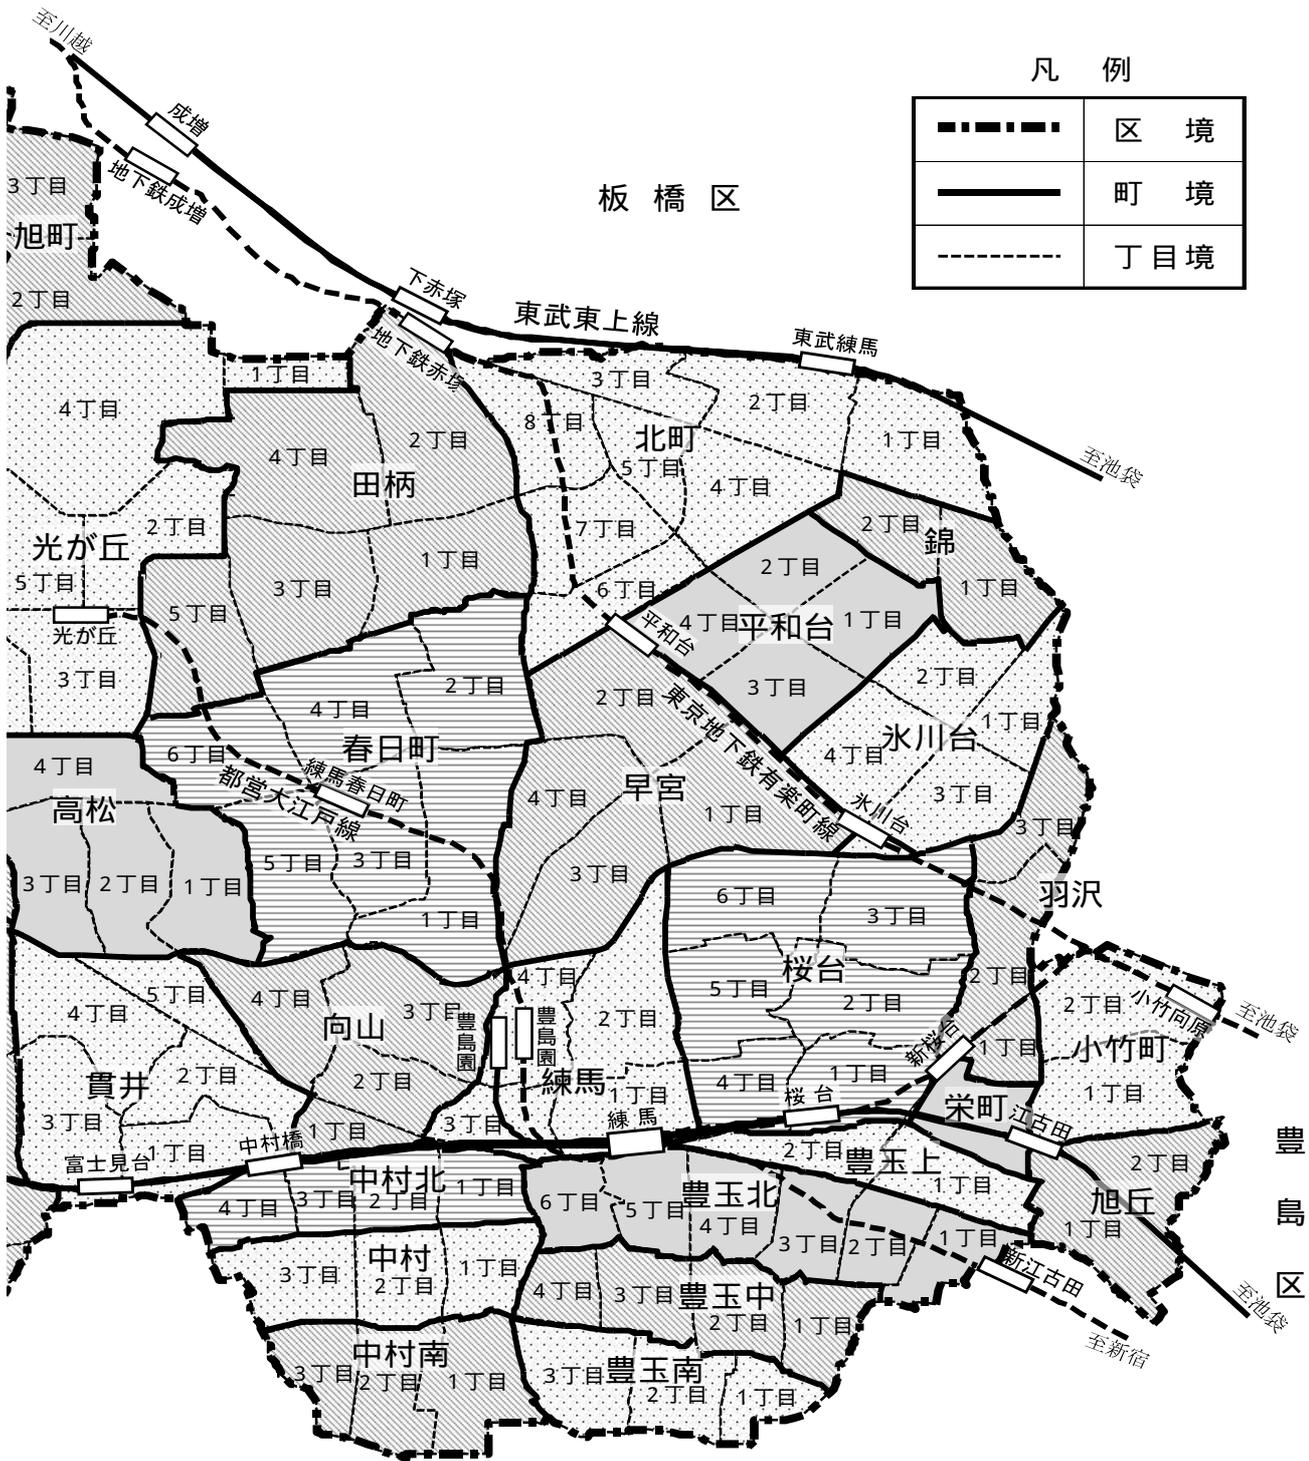 至川越
成増
地下鉄成増
凡 例
区 境
町 境
丁目境
板橋区
3丁目
旭町
2丁目
下赤塚
地下鉄赤塚
東武東上線
東武練馬
至池袋
1丁目
4丁目
2丁目
4丁目
田柄
3丁目
8丁目
北町
2丁目
1丁目
5丁目
4丁目
7丁目
6丁目
2丁目
光が丘
5丁目
光が丘
3丁目
5丁目
3丁目
1丁目
2丁目
錦
1丁目
2丁目
4丁目
平和台
1丁目
3丁目
平和台
2丁目
1丁目
氷川台
4丁目
3丁目
氷川台
東京地下鉄有楽町線
2丁目
早宮
4丁目
1丁目
3丁目
2丁目
4丁目
春日町
6丁目
練馬春日町
都営大江戸線
5丁目
3丁目
1丁目
4丁目
高松
3丁目
2丁目
1丁目
3丁目
羽沢
2丁目
1丁目
6丁目
3丁目
桜台
5丁目
2丁目
4丁目
1丁目
新桜台
桜台
小竹向原
至池袋
2丁目
小竹町
1丁目
栄町
江古田
5丁目
4丁目
貫井
2丁目
3丁目
1丁目
富士見台
中村橋
4丁目
3丁目
向山
2丁目
1丁目
豊島園
豊島園
4丁目
2丁目
練馬
1丁目
3丁目
練馬
2丁目
豊玉上
1丁目
2丁目
旭丘
1丁目
豊島区
至池袋
中村北
4丁目
3丁目
2丁目
1丁目
6丁目
5丁目
豊玉北
4丁目
3丁目
2丁目
1丁目
新江古田
至新宿
中村
3丁目
2丁目
1丁目
4丁目
3丁目
豊玉中
2丁目
1丁目
中村南
3丁目
2丁目
1丁目
豊玉南
3丁目
2丁目
1丁目